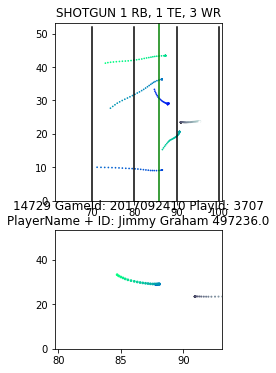 SHOTGUN 1 RB, 1 TE, 3 WR
50
40
30
20
10
0
70 80 90 100
14729 GameId: 2017092410 PlayId: 3707
PlayerName + ID: Jimmy Graham 497236.0
40
20
0
80 85 90